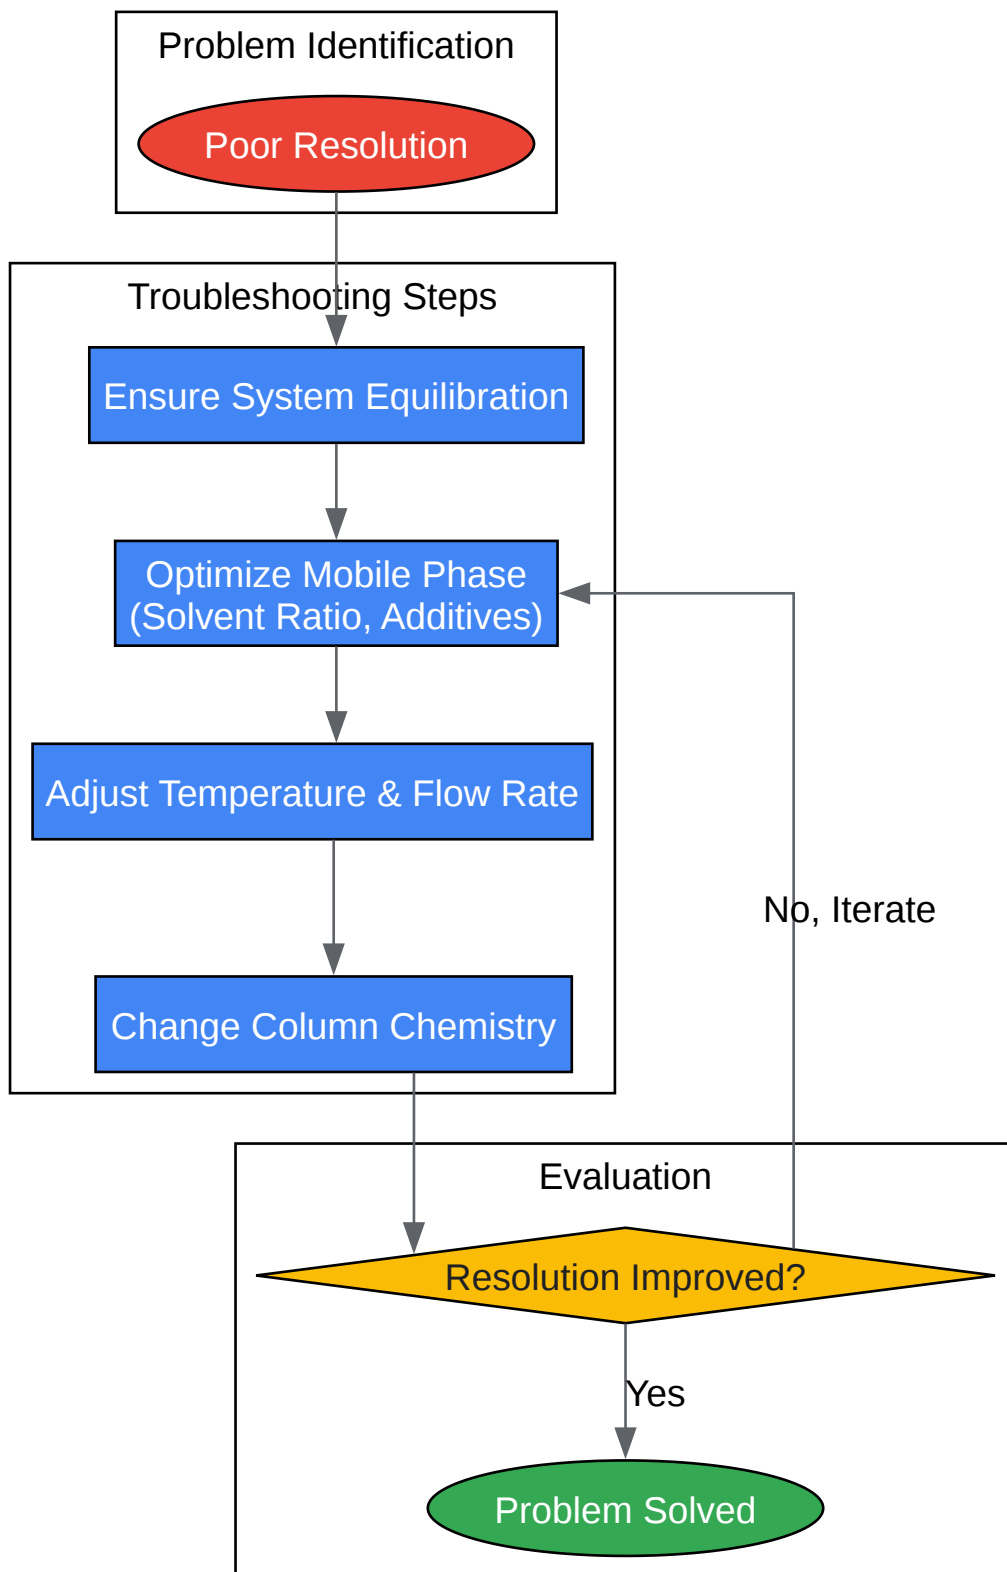 Problem Identification
Poor Resolution
Troubleshooting Steps
Ensure System Equilibration
Optimize Mobile Phase
(Solvent Ratio, Additives)
Adjust Temperature & Flow Rate
No, Iterate
Change Column Chemistry
Evaluation
Resolution Improved?
Yes
Problem Solved